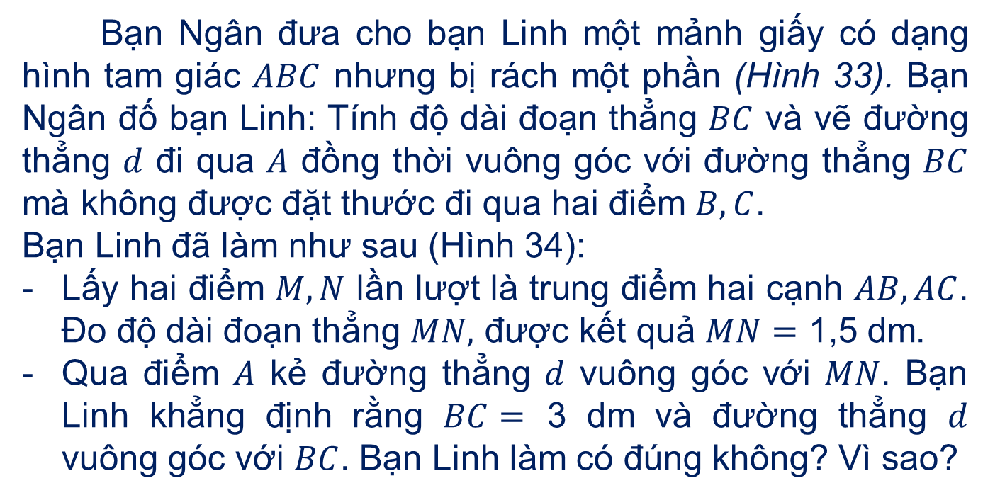 Bạn Ngân đưa cho bạn Linh một mảnh giấy có dạng
hình tam giác ABC nhưng bị rách một phần (Hình 33). Bạn
Ngân đố bạn Linh: Tính độ dài đoạn thẳng BC và vẽ đường
thẳng d đi qua A đồng thời vuông góc với đường thẳng BC
mà không được đặt thước đi qua hai điểm B, C.
Bạn Linh đã làm như sau (Hình 34):
- Lấy hai điểm M, N lần lượt là trung điểm hai cạnh AB, AC.
Đo độ dài đoạn thẳng MN, được kết quả MN = 1,5 dm.
- Qua điểm A kẻ đường thẳng d vuông góc với MN. Bạn
Linh khẳng định rằng BC = 3 dm và đường thẳng d
vuông góc với BC. Bạn Linh làm có đúng không? Vì sao?